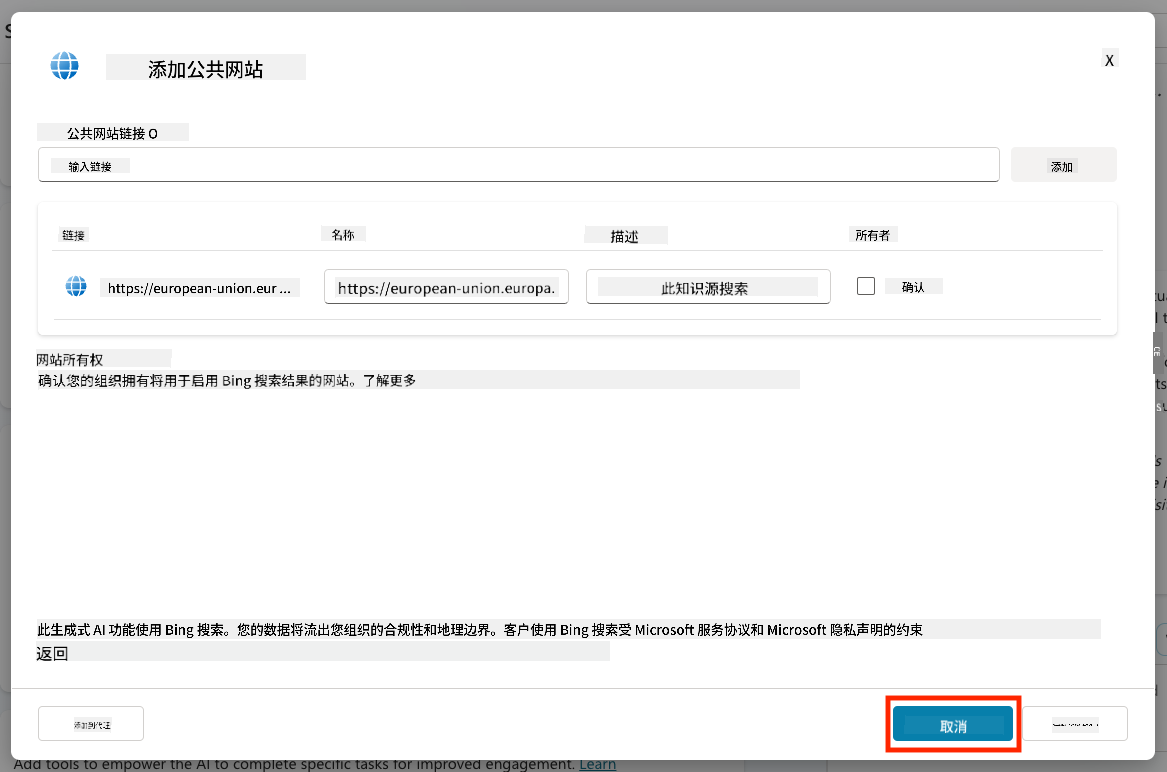 添加公共网站
X
公共网站链接 O
输入链接
添加
链接
名称
描述
所有者
https://european-union.eur ...
https://european-union.europa.
此知识源搜索
确认
网站所有权
确认您的组织拥有将用于启用 Bing 搜索结果的网站。了解更多
此生成式 AI 功能使用 Bing 搜索。您的数据将流出您组织的合规性和地理边界。客户使用 Bing 搜索受 Microsoft 服务协议和 Microsoft 隐私声明的约束
返回
添加到代理
取消
Add tools to empower the AI to complete specific tasks for improved engagement. Learn